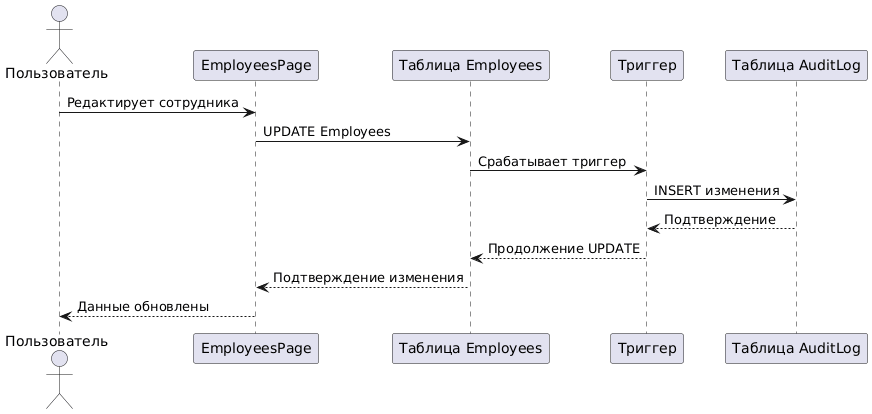 Пользователь
EmployeesPage
Таблица Employees
Триггер
Таблица AuditLog
Редактирует сотрудника
UPDATE Employees
Срабатывает триггер
INSERT изменения
Подтверждение
Продолжение UPDATE
Подтверждение изменения
Данные обновлены
Пользователь
EmployeesPage
Таблица Employees
Триггер
Таблица AuditLog